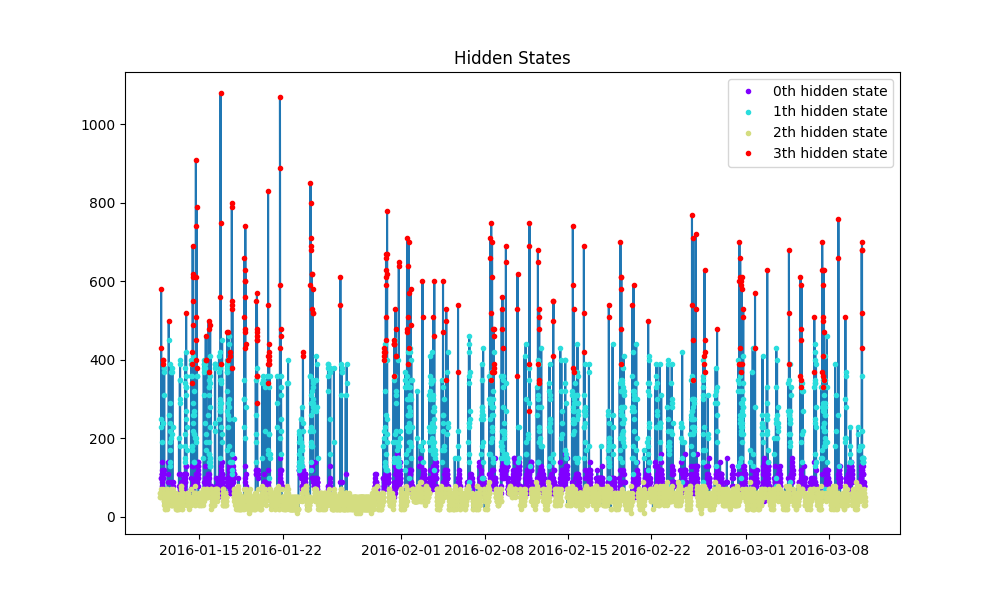 Hidden States
0th hidden state
1th hidden state
2th hidden state
3th hidden state
1000
800
600
400
200
0
2016-01-15 2016-01-22 2016-02-01 2016-02-08 2016-02-15 2016-02-22 2016-03-01 2016-03-08